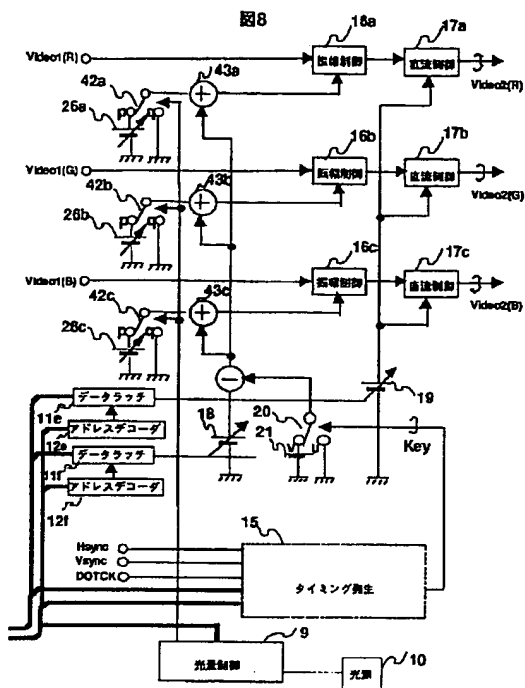 図8
16a
17a
Video1(R)
振幅制御
直流制御
Video2(R)
42a
43a
26a
p
q
16b
17b
Video1(G)
振幅制御
直流制御
Video2(G)
42b
43b
26b
p
q
16c
17c
Video1(B)
振幅制御
直流制御
Video2(B)
42c
43c
26c
p
q
データラッチ
11e
アドレスデコーダ
12e
データラッチ
11f
アドレスデコーダ
12f
18
20
21
19
Key
15
Hsync
Vsync
DOTCK
タイミング発生
9
光量制御
光源
10